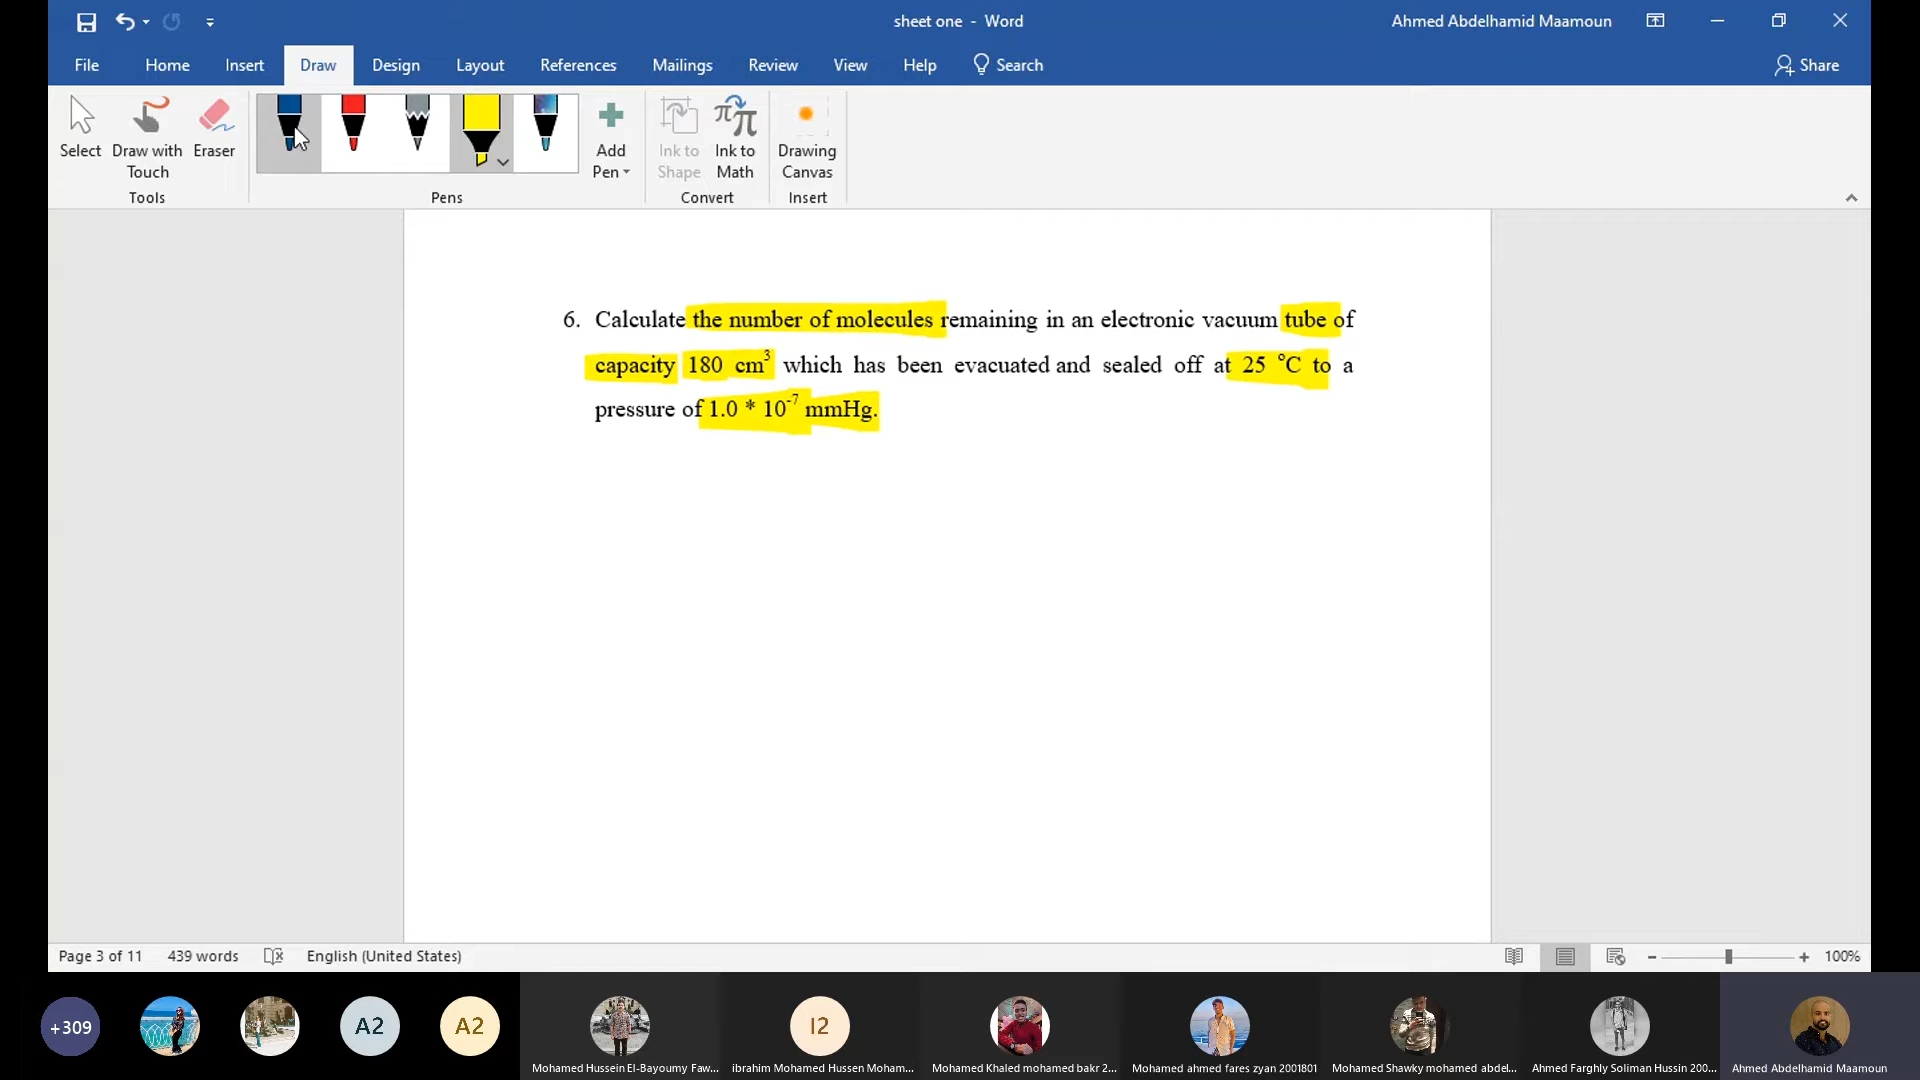 sheet one - Word
Ahmed Abdelhamid Maamoun
File Home Insert Draw Design Layout References Mailings Review View Help Search Share
Select Draw with Touch Eraser Add Pen Ink to Shape Ink to Math Drawing Canvas
Tools Pens Convert Insert
6. Calculate the number of molecules remaining in an electronic vacuum tube of
capacity 180 cm³ which has been evacuated and sealed off at 25 °C to a
pressure of 1.0 * 10⁻⁷ mmHg.
Page 3 of 11 439 words English (United States) 100%
+309 A2 A2 I2
Mohamed Hussein El-Bayoumy Faw... ibrahim Mohamed Hussen Moham... Mohamed Khaled mohamed bakr 2... Mohamed ahmed fares zyan 2001801 Mohamed Shawky mohamed abdel... Ahmed Farghly Soliman Hussin 200... Ahmed Abdelhamid Maamoun